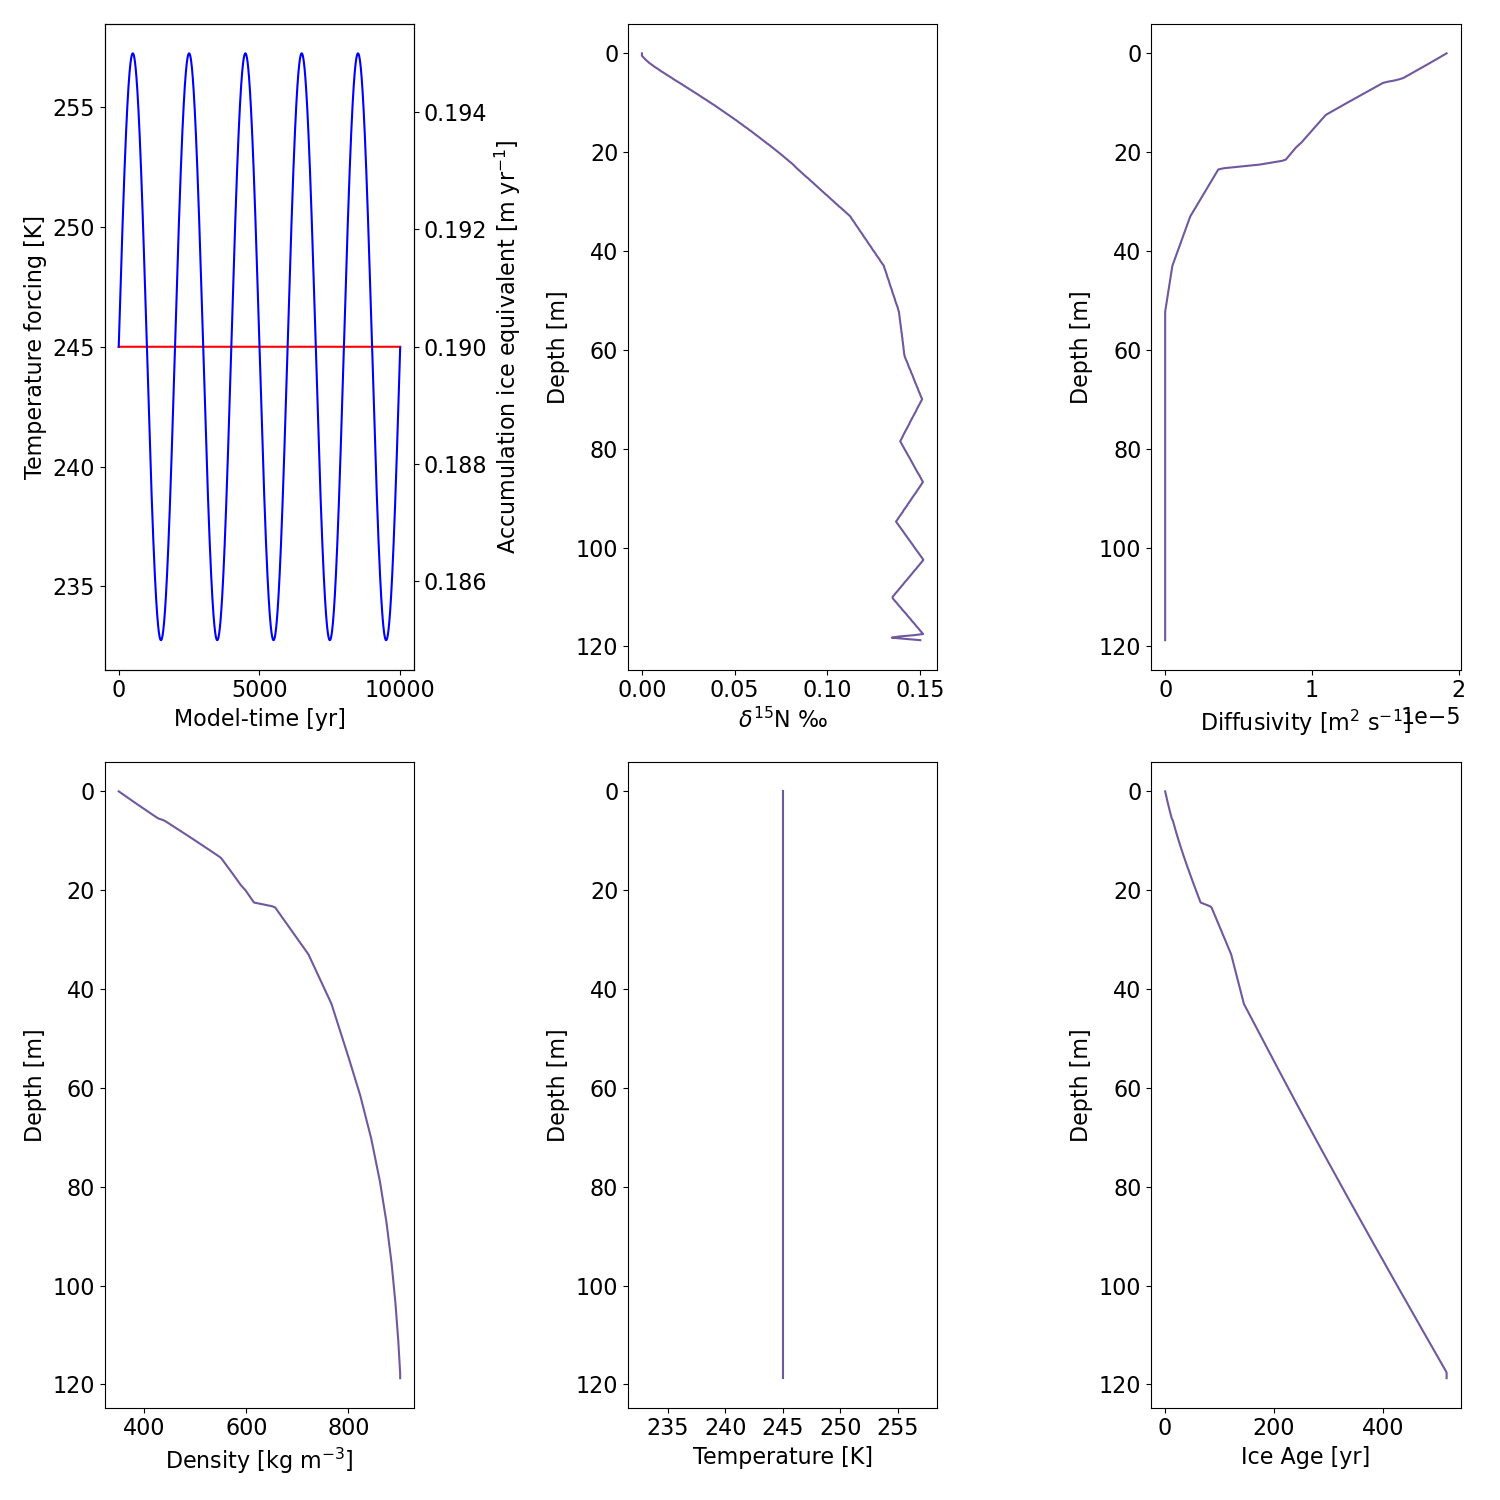 255
250
245
240
235
Temperature forcing [K]
0 5000 10000
Model-time [yr]
0.194
0.192
0.190
0.188
0.186
Accumulation ice equivalent [m yr⁻¹]
0
20
40
60
80
100
120
Depth [m]
0.00 0.05 0.10 0.15
δ¹⁵N ‰
0
20
40
60
80
100
120
Depth [m]
0 1 2
Diffusivity [m² s⁻¹]
1e−5
0
20
40
60
80
100
120
Depth [m]
400 600 800
Density [kg m⁻³]
0
20
40
60
80
100
120
Depth [m]
235 240 245 250 255
Temperature [K]
0
20
40
60
80
100
120
Depth [m]
0 200 400
Ice Age [yr]